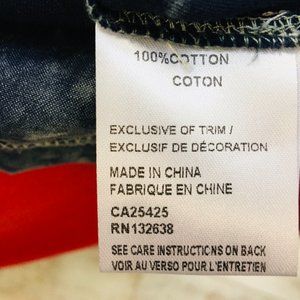 100%COTTON
COTON
EXCLUSIVE OF TRIM /
EXCLUSIF DE DÉCORATION
MADE IN CHINA
FABRIQUE EN CHINE
CA25425
RN132638
SEE CARE INSTRUCTIONS ON BACK
VOIR AU VERSO POUR L'ENTRETIEN